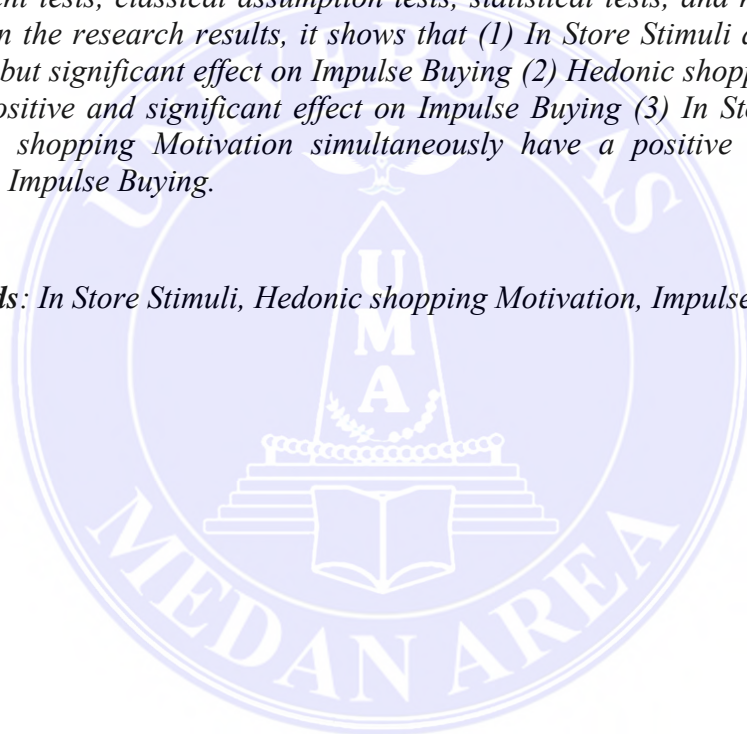 ent tests, classical assumption tests, statistical tests, and
n the research results, it shows that (1) In Store Stimuli
but significant effect on Impulse Buying (2) Hedonic
ositive and significant effect on Impulse Buying (3) In
shopping Motivation simultaneously have a positive
Impulse Buying.
ds: In Store Stimuli, Hedonic shopping Motivation, Impulse
UNIVERSITAS
UMA
MEDAN AREA